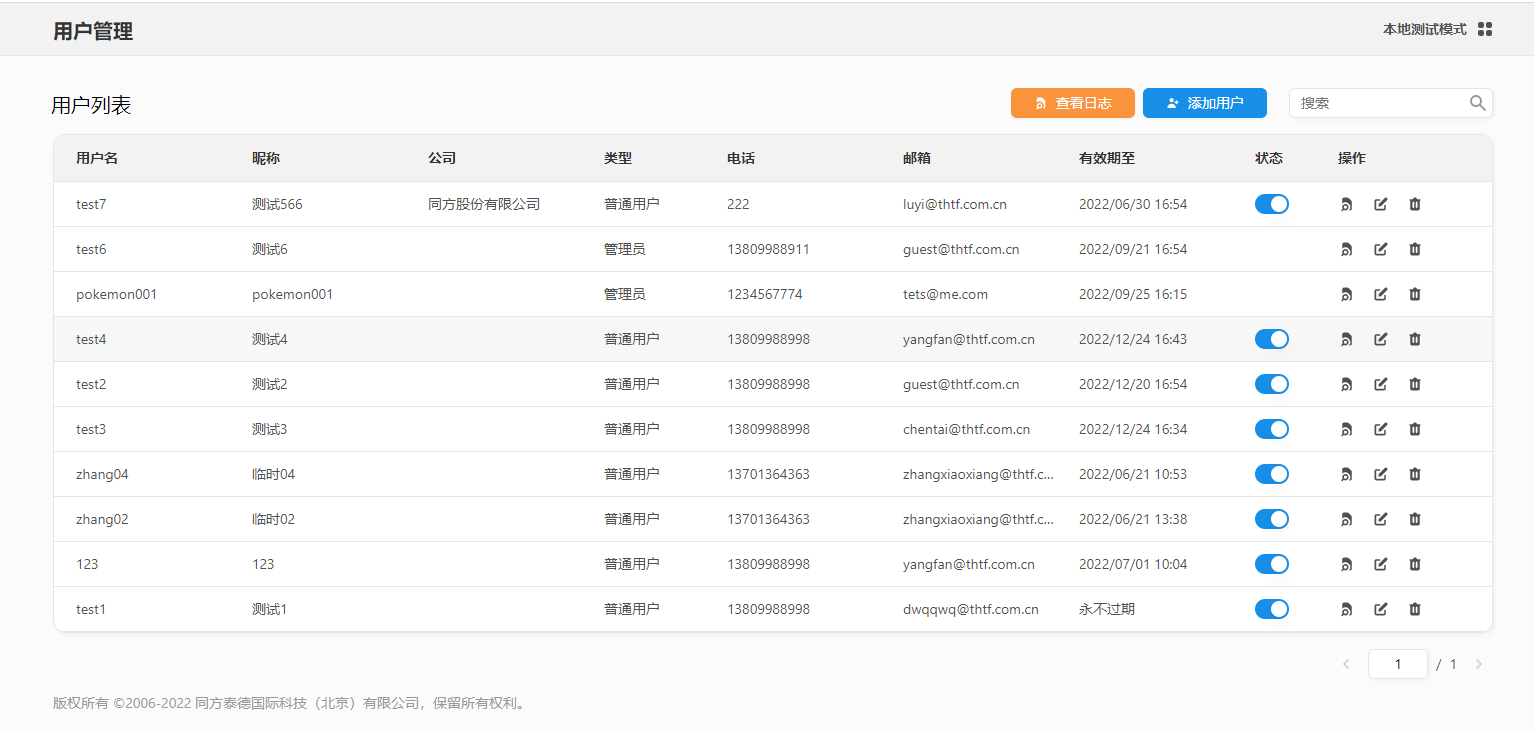 用户管理
本地测试模式
用户列表
查看日志 添加用户 搜索
用户名 昵称 公司 类型 电话 邮箱 有效期至 状态 操作
test7 测试566 同方股份有限公司 普通用户 222 luyi@thtf.com.cn 2022/06/30 16:54
test6 测试6 管理员 13809988911 guest@thtf.com.cn 2022/09/21 16:54
pokemon001 pokemon001 管理员 1234567774 tets@me.com 2022/09/25 16:15
test4 测试4 普通用户 13809988998 yangfan@thtf.com.cn 2022/12/24 16:43
test2 测试2 普通用户 13809988998 guest@thtf.com.cn 2022/12/20 16:54
test3 测试3 普通用户 13809988998 chentai@thtf.com.cn 2022/12/24 16:34
zhang04 临时04 普通用户 13701364363 zhangxiaoxiang@thtf.c... 2022/06/21 10:53
zhang02 临时02 普通用户 13701364363 zhangxiaoxiang@thtf.c... 2022/06/21 13:38
123 123 普通用户 13809988998 yangfan@thtf.com.cn 2022/07/01 10:04
test1 测试1 普通用户 13809988998 dwqqwq@thtf.com.cn 永不过期
1 / 1
版权所有 ©2006-2022 同方泰德国际科技（北京）有限公司，保留所有权利。